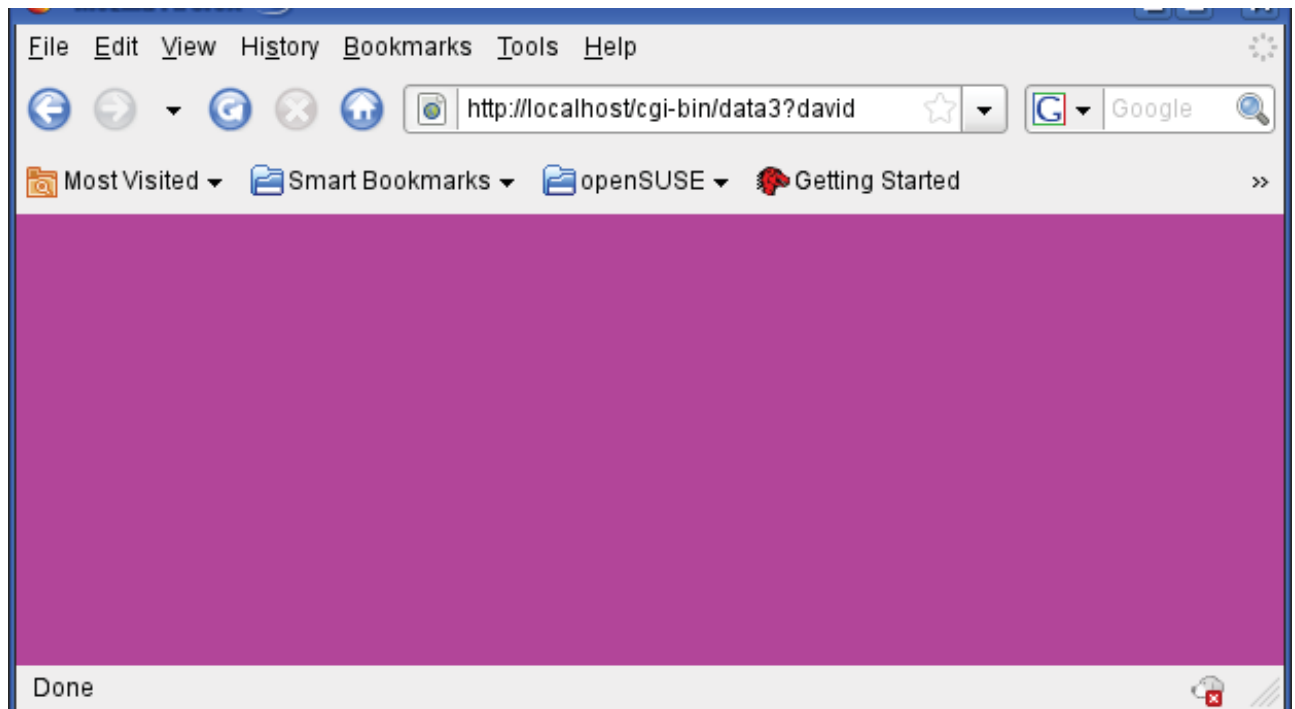 File Edit View History Bookmarks Tools Help
http://localhost/cgi-bin/data3?david G Google
Most Visited Smart Bookmarks openSUSE Getting Started »
Done